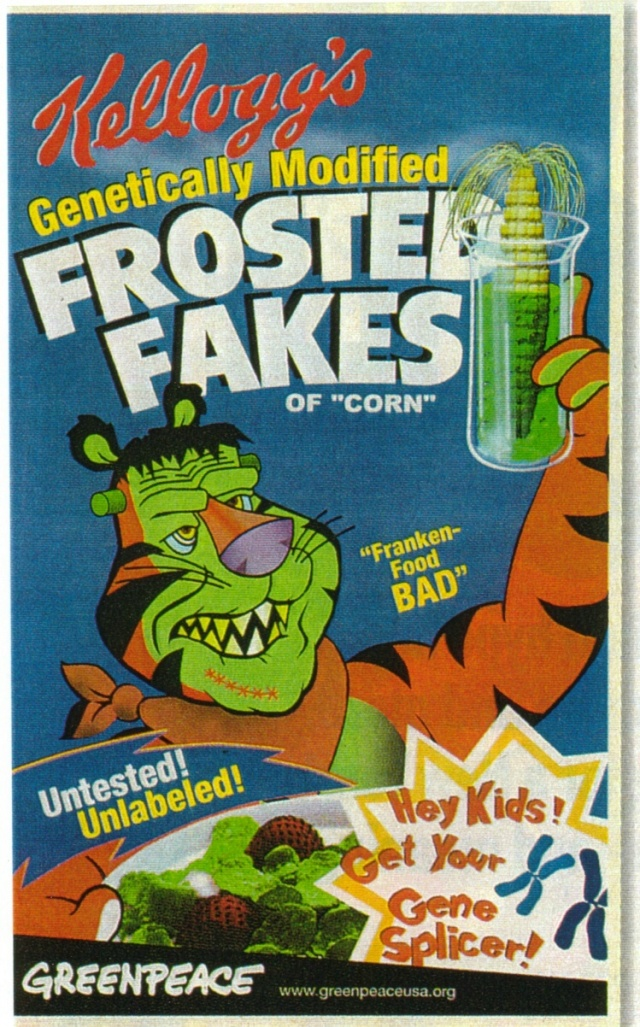 Kellogg's
Genetically Modified
FROSTED
FAKES
OF "CORN"
"Franken-
Food
BAD"
Untested!
Unlabeled!
Hey Kids!
Get Your
Gene
Splicer!
GREENPEACE
www.greenpeaceusa.org